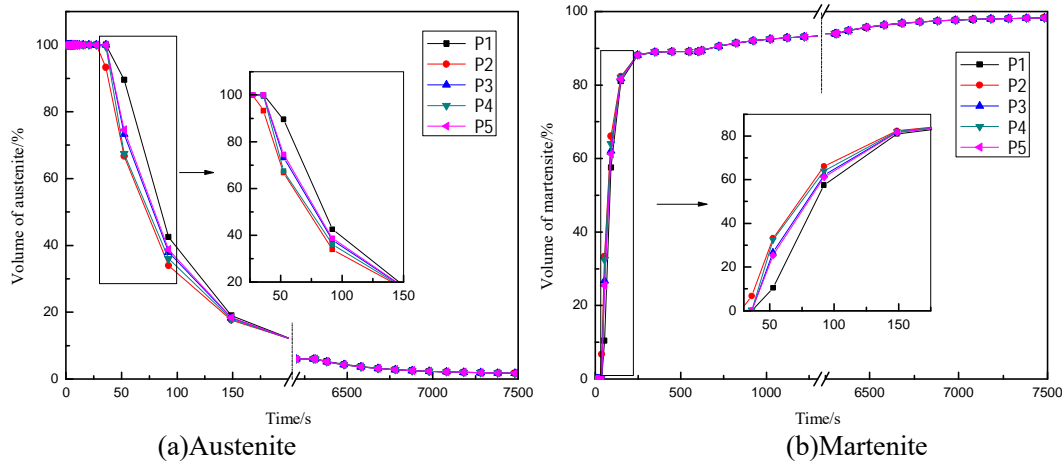 Volume of austenite/%
100
80
60
40
20
0
0 50 100 150 6500 7000 7500
Time/s
P1
P2
P3
P4
P5
100
80
60
40
20
50 100 150
(a)Austenite
Volume of martensite/%
100
80
60
40
20
0
0 500 1000 6500 7000 7500
Time/s
P1
P2
P3
P4
P5
80
60
40
20
0
50 100 150
(b)Martenite